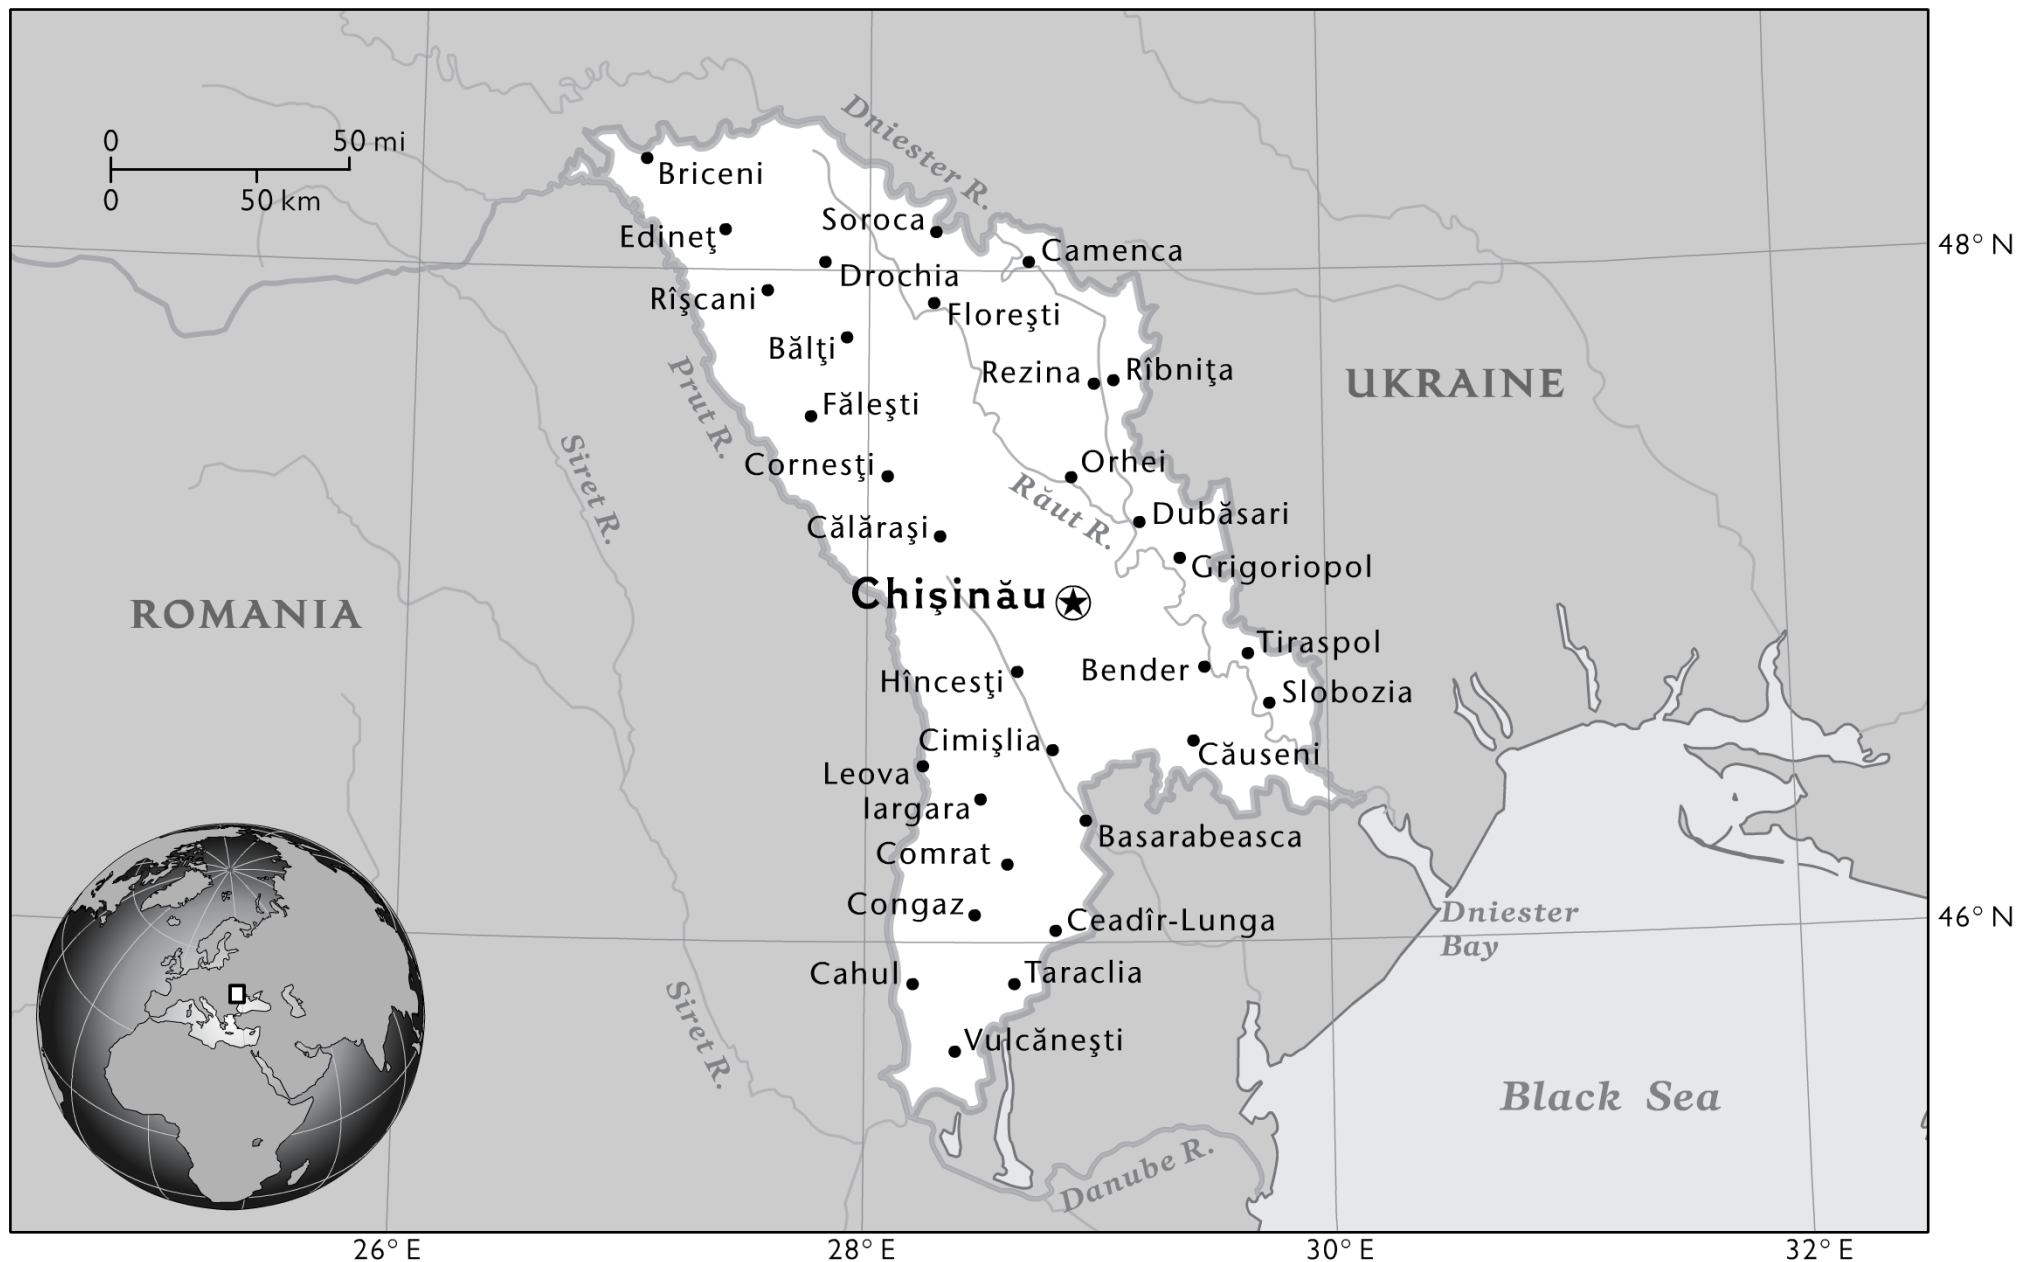 0
50 mi
0
50 km
Dniester R.
Briceni
Soroca
Edineţ
Camenca
48° N
Drochia
Rîşcani
Floreşti
Bălţi
Prut R.
Rezina
Rîbniţa
UKRAINE
Făleşti
Siret R.
Cornesţi
Orhei
Răut R.
Dubăsari
Călăraşi
Grigoriopol
Chişinău
ROMANIA
Tiraspol
Bender
Hîncesţi
Slobozia
Cimişlia
Căuseni
Leova
Iargara
Basarabeasca
Comrat
Congaz
Ceadîr-Lunga
Dniester
Bay
46° N
Cahul
Taraclia
Siret R.
Vulcăneşti
Black Sea
Danube R.
26° E
28° E
30° E
32° E